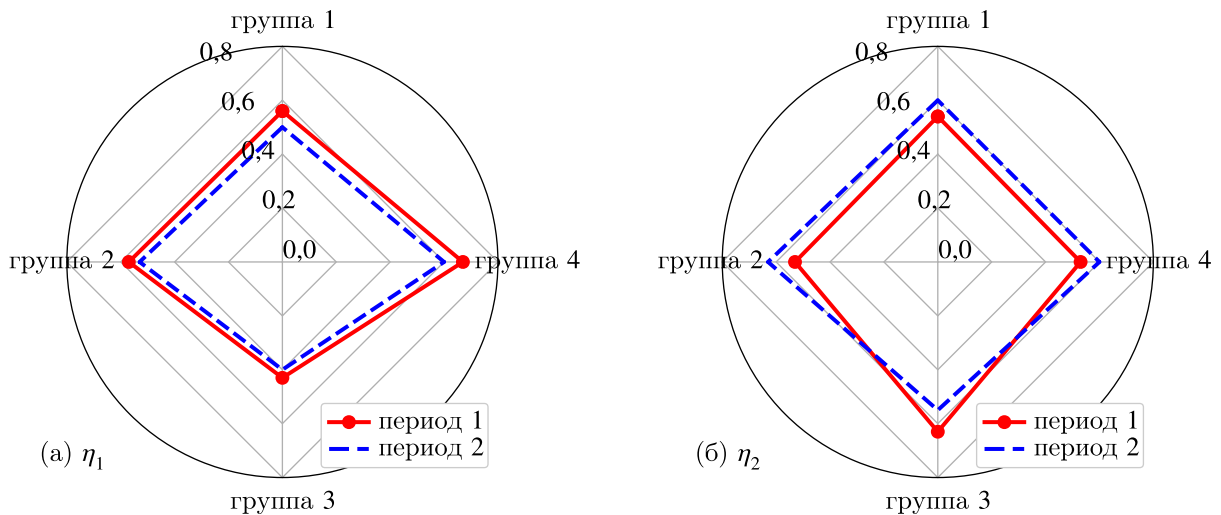 группа 1
0,8
0,6
0,4
0,2
0,0
группа 2
группа 4
период 1
период 2
(а) η₁
группа 3
группа 1
0,8
0,6
0,4
0,2
0,0
группа 2
группа 4
период 1
период 2
(б) η₂
группа 3